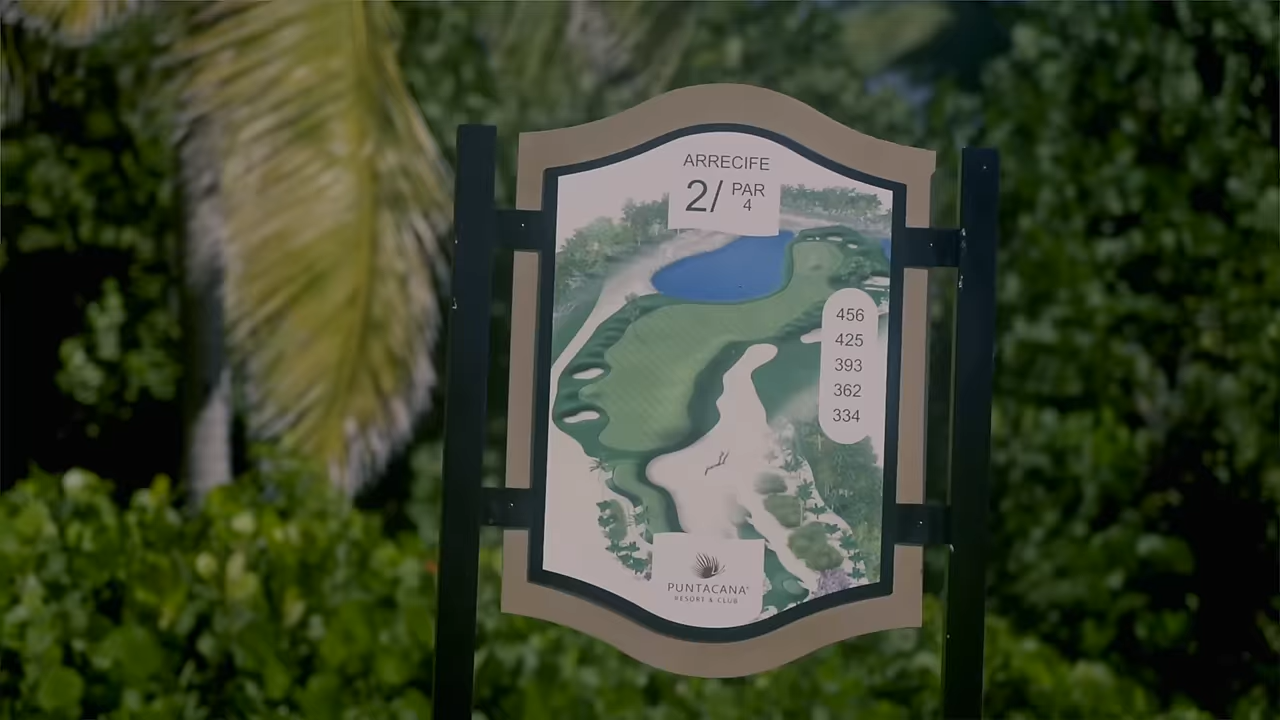 ARRECIFE
2/ PAR 4
456
425
393
362
334
PUNTACANA®
RESORT & CLUB